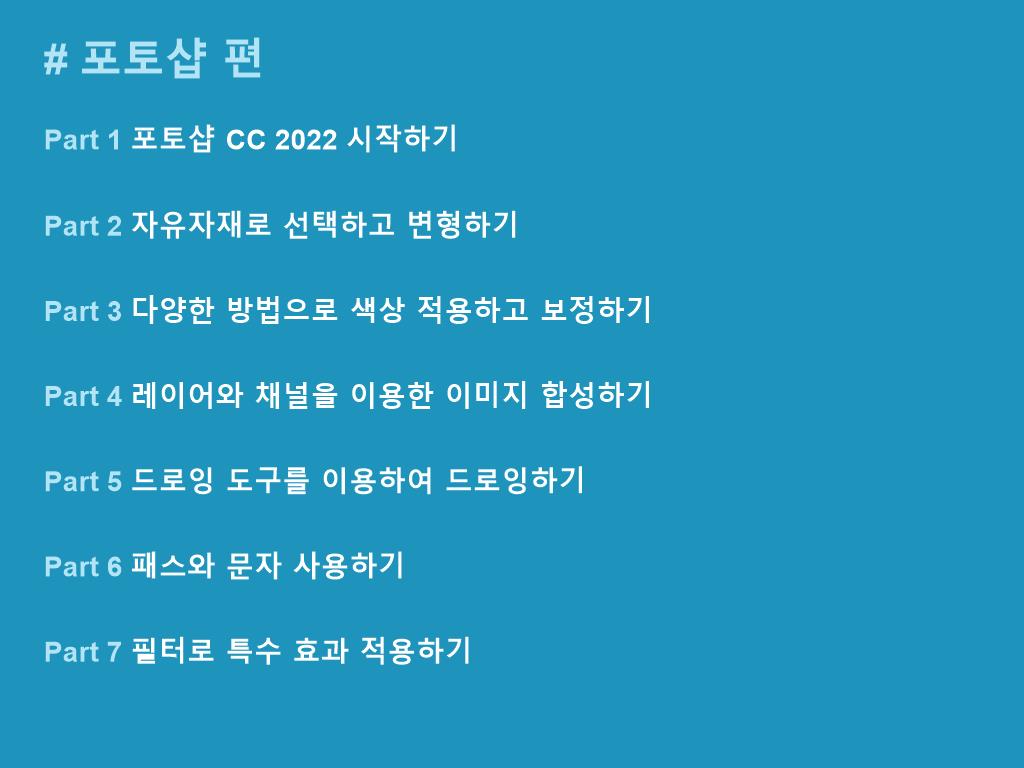 # 포토샵 편
Part 1 포토샵 CC 2022 시작하기
Part 2 자유자재로 선택하고 변형하기
Part 3 다양한 방법으로 색상 적용하고 보정하기
Part 4 레이어와 채널을 이용한 이미지 합성하기
Part 5 드로잉 도구를 이용하여 드로잉하기
Part 6 패스와 문자 사용하기
Part 7 필터로 특수 효과 적용하기